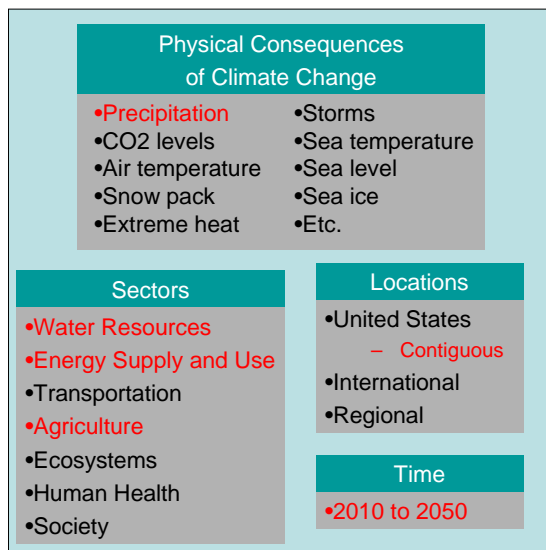 Physical Consequences
of Climate Change
•Precipitation
•CO2 levels
•Air temperature
•Snow pack
•Extreme heat
•Storms
•Sea temperature
•Sea level
•Sea ice
•Etc.
Sectors
•Water Resources
•Energy Supply and Use
•Transportation
•Agriculture
•Ecosystems
•Human Health
•Society
Locations
•United States
– Contiguous
•International
•Regional
Time
•2010 to 2050